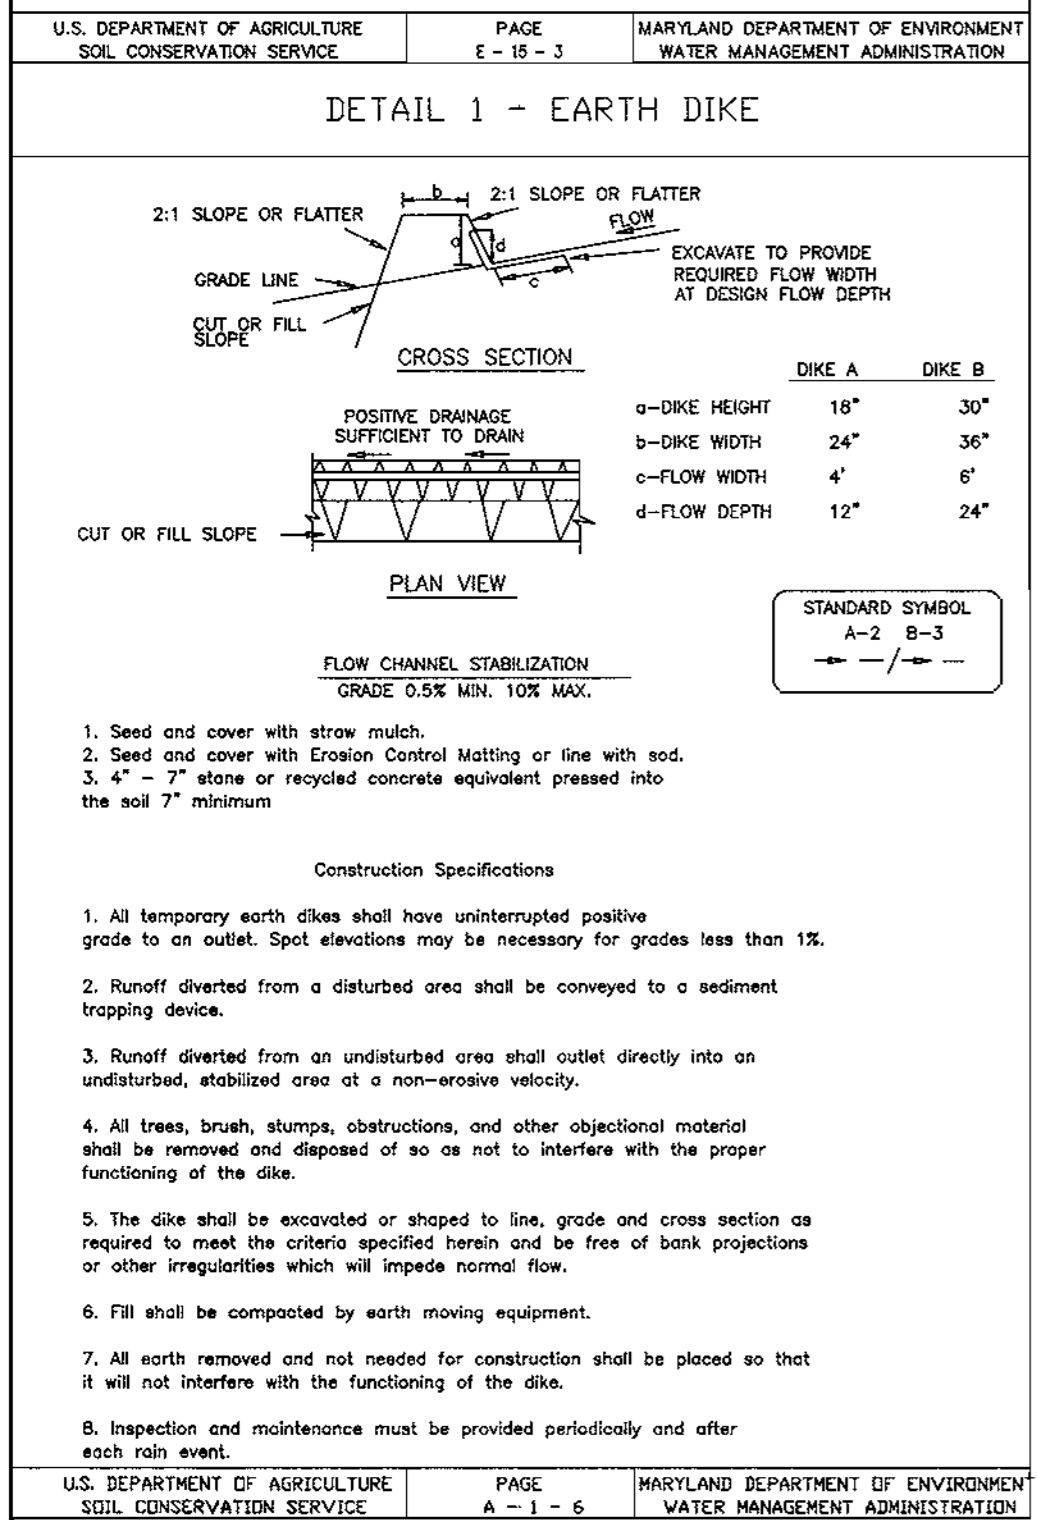 U.S. DEPARTMENT OF AGRICULTURE
SOIL CONSERVATION SERVICE
PAGE
E - 15 - 3
MARYLAND DEPARTMENT OF ENVIRONMENT
WATER MANAGEMENT ADMINISTRATION
DETAIL 1 - EARTH DIKE
b
2:1 SLOPE OR FLATTER
2:1 SLOPE OR FLATTER
FLOW
a
d
EXCAVATE TO PROVIDE
REQUIRED FLOW WIDTH
AT DESIGN FLOW DEPTH
GRADE LINE
c
CUT OR FILL
SLOPE
CROSS SECTION
DIKE A DIKE B
a-DIKE HEIGHT 18" 30"
b-DIKE WIDTH 24" 36"
c-FLOW WIDTH 4' 6'
d-FLOW DEPTH 12" 24"
POSITIVE DRAINAGE
SUFFICIENT TO DRAIN
CUT OR FILL SLOPE
PLAN VIEW
STANDARD SYMBOL
A-2 B-3
FLOW CHANNEL STABILIZATION
GRADE 0.5% MIN. 10% MAX.
1. Seed and cover with straw mulch.
2. Seed and cover with Erosion Control Matting or line with sod.
3. 4" - 7" stone or recycled concrete equivalent pressed into
the soil 7" minimum
Construction Specifications
1. All temporary earth dikes shall have uninterrupted positive
grade to an outlet. Spot elevations may be necessary for grades less than 1%.
2. Runoff diverted from a disturbed area shall be conveyed to a sediment
trapping device.
3. Runoff diverted from an undisturbed area shall outlet directly into an
undisturbed, stabilized area at a non-erosive velocity.
4. All trees, brush, stumps, obstructions, and other objectional material
shall be removed and disposed of so as not to interfere with the proper
functioning of the dike.
5. The dike shall be excavated or shaped to line, grade and cross section as
required to meet the criteria specified herein and be free of bank projections
or other irregularities which will impede normal flow.
6. Fill shall be compacted by earth moving equipment.
7. All earth removed and not needed for construction shall be placed so that
it will not interfere with the functioning of the dike.
8. Inspection and maintenance must be provided periodically and after
each rain event.
U.S. DEPARTMENT OF AGRICULTURE
SOIL CONSERVATION SERVICE
PAGE
A - 1 - 6
MARYLAND DEPARTMENT OF ENVIRONMENT
WATER MANAGEMENT ADMINISTRATION